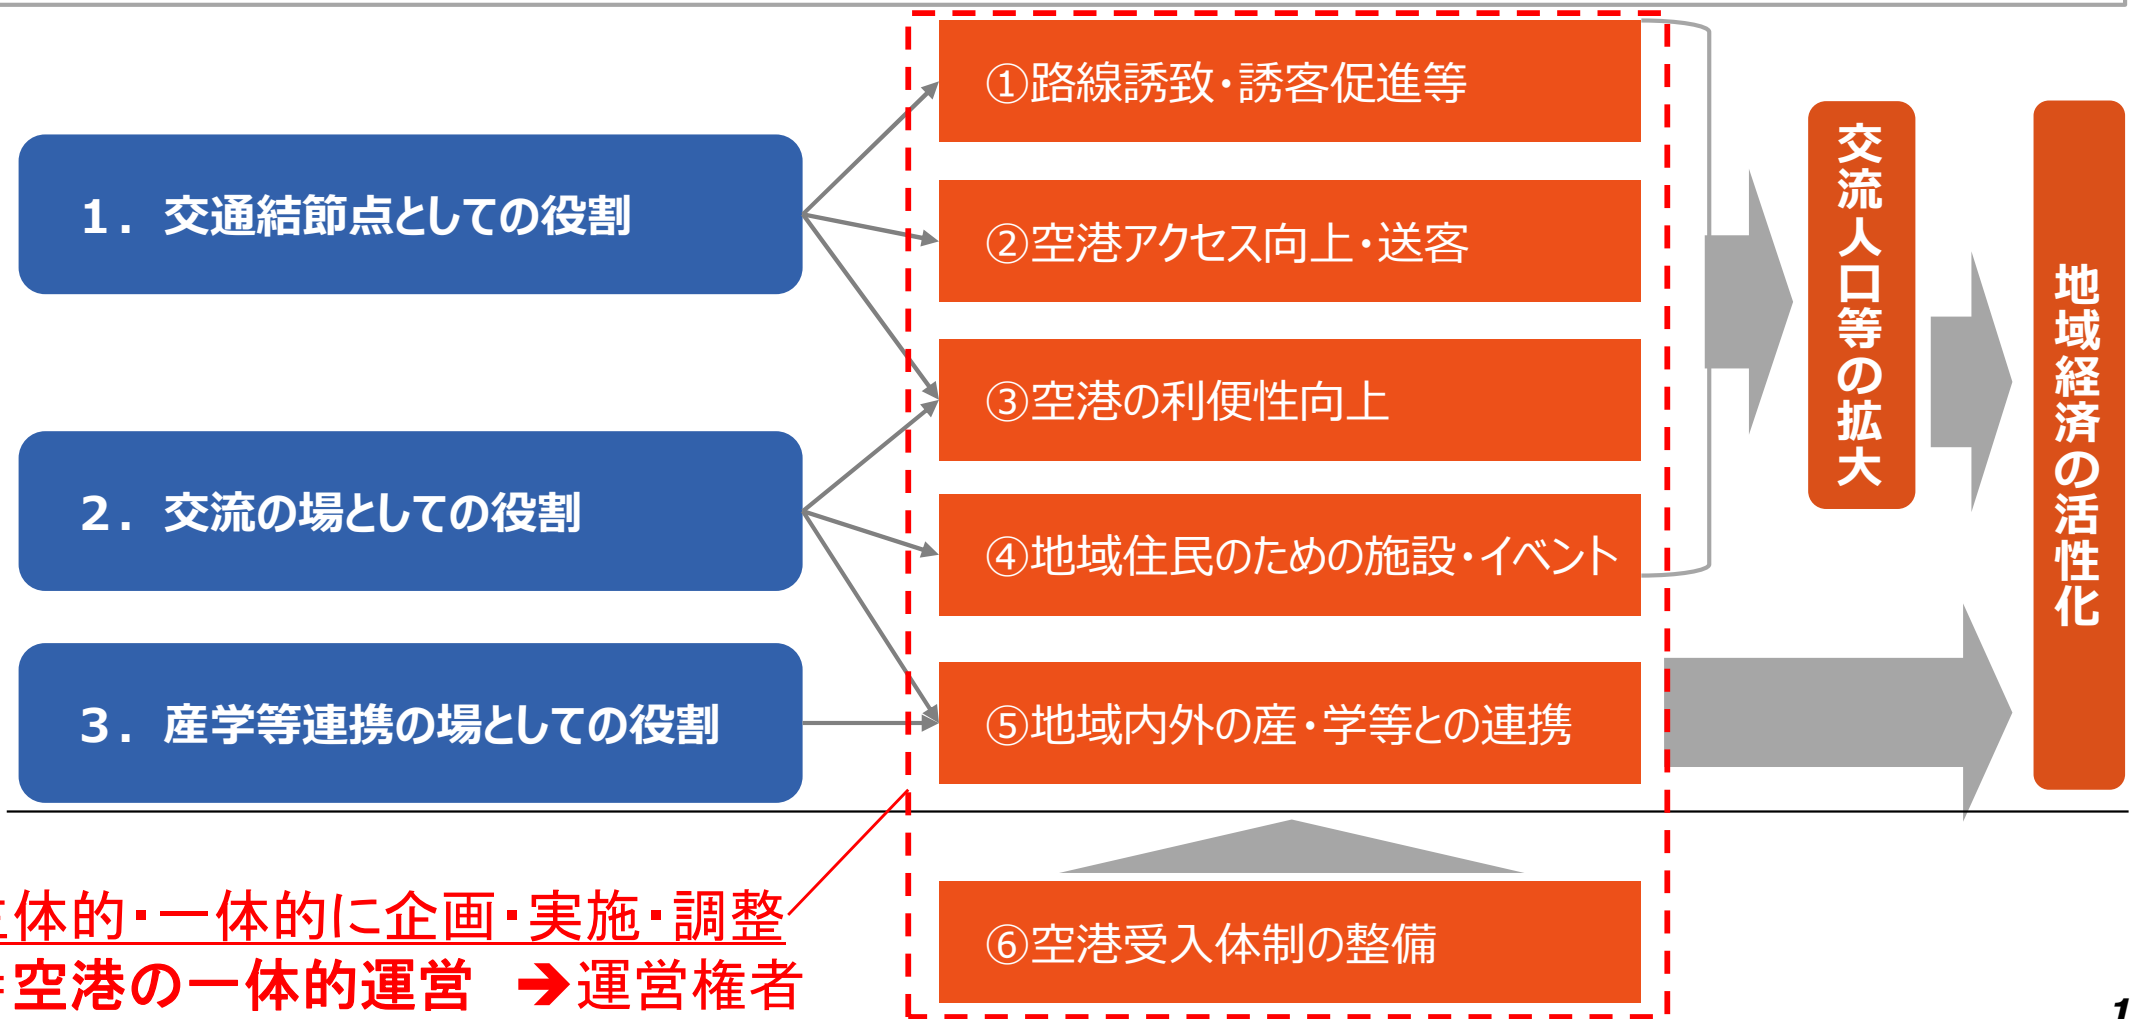 ①路線誘致・誘客促進等
1．交通結節点としての役割
②空港アクセス向上・送客
③空港の利便性向上
2．交流の場としての役割
④地域住民のための施設・イベント
3．産学等連携の場としての役割
⑤地域内外の産・学等との連携
交流人口等の拡大
地域経済の活性化
主体的・一体的に企画・実施・調整
空港の一体的運営 ➔運営権者
⑥空港受入体制の整備
1